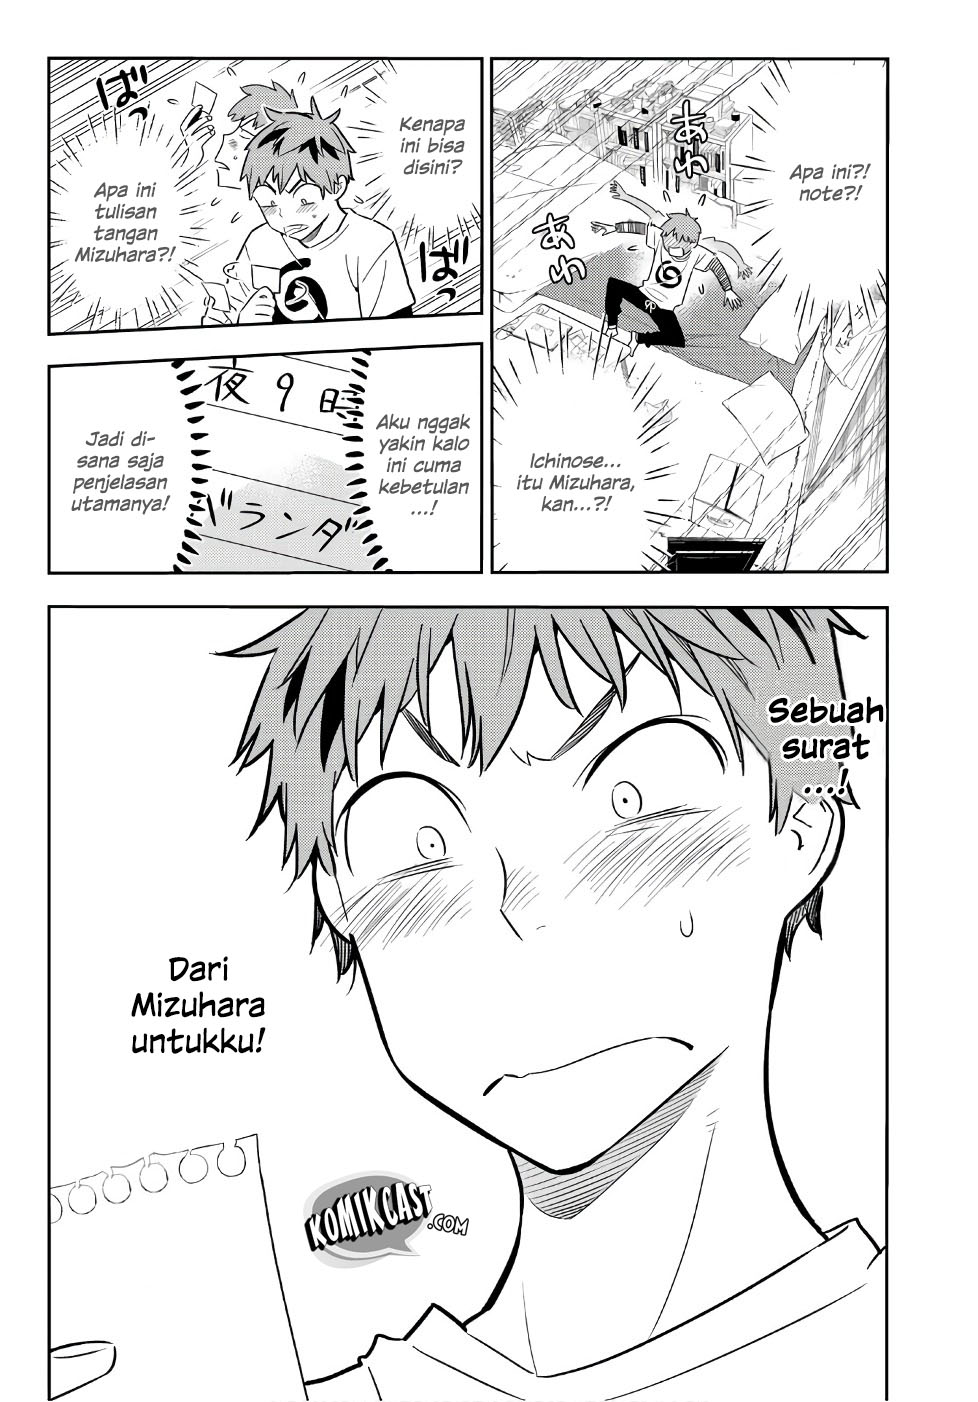 Apa ini?!
note?!
あわ
あわ
Ichinose...
itu Mizuhara,
kan...?!
Kenapa
ini bisa
disini?
ばっ
Apa ini
tulisan
tangan
Mizuhara?!
ばっ
Aku nggak
yakin kalo
ini cuma
kebetulan
...!
夜9時
ベランダ
Jadi di-
sana saja
penjelasan
utamanya!
Sebuah
surat
...!
Dari
Mizuhara
untukku!
KOMIKCAST
.COM